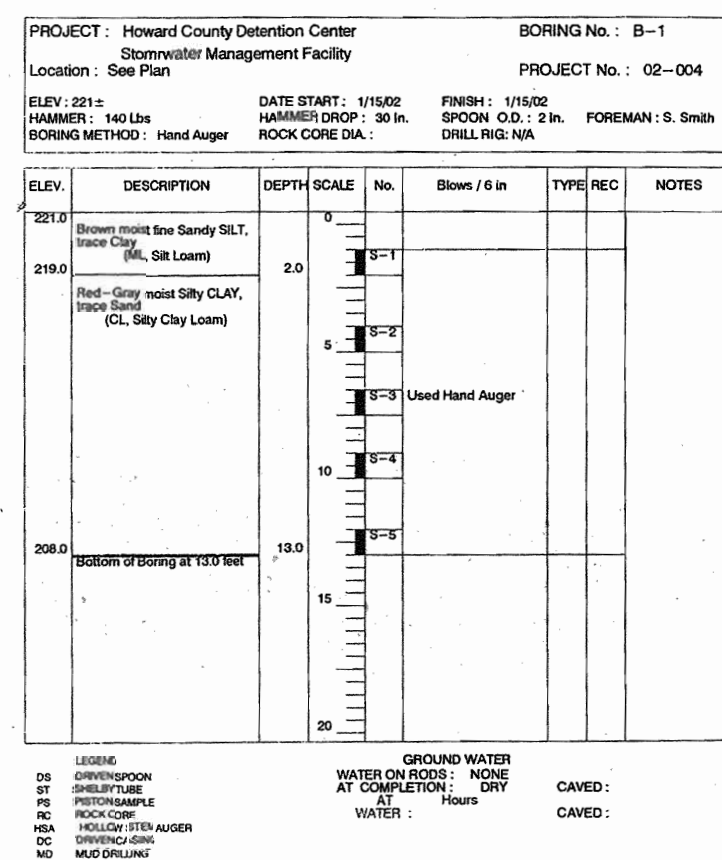 PROJECT : Howard County Detention Center BORING No. : B-1
Stomrwater Management Facility
Location : See Plan PROJECT No. : 02-004
ELEV : 221± DATE START : 1/15/02 FINISH : 1/15/02
HAMMER : 140 Lbs HAMMER DROP : 30 In. SPOON O.D. : 2 In. FOREMAN : S. Smith
BORING METHOD : Hand Auger ROCK CORE DIA. : DRILL RIG: N/A
ELEV. DESCRIPTION DEPTH SCALE No. Blows / 6 in TYPE REC NOTES
221.0 0
Brown moist fine Sandy SILT,
trace Clay
(ML, Silt Loam) S-1
219.0 2.0
Red-Gray moist Silty CLAY,
trace Sand
(CL, Silty Clay Loam)
S-2
5
S-3 Used Hand Auger
S-4
10
S-5
208.0 13.0
Bottom of Boring at 13.0 feet
15
20
LEGEND GROUND WATER
DS DRIVEN SPOON WATER ON RODS : NONE
ST SHELBY TUBE AT COMPLETION : DRY CAVED :
PS PISTON SAMPLE AT Hours
RC ROCK CORE WATER : CAVED :
HSA HOLLOW STEM AUGER
DC DRIVEN CASING
MD MUD DRILLING